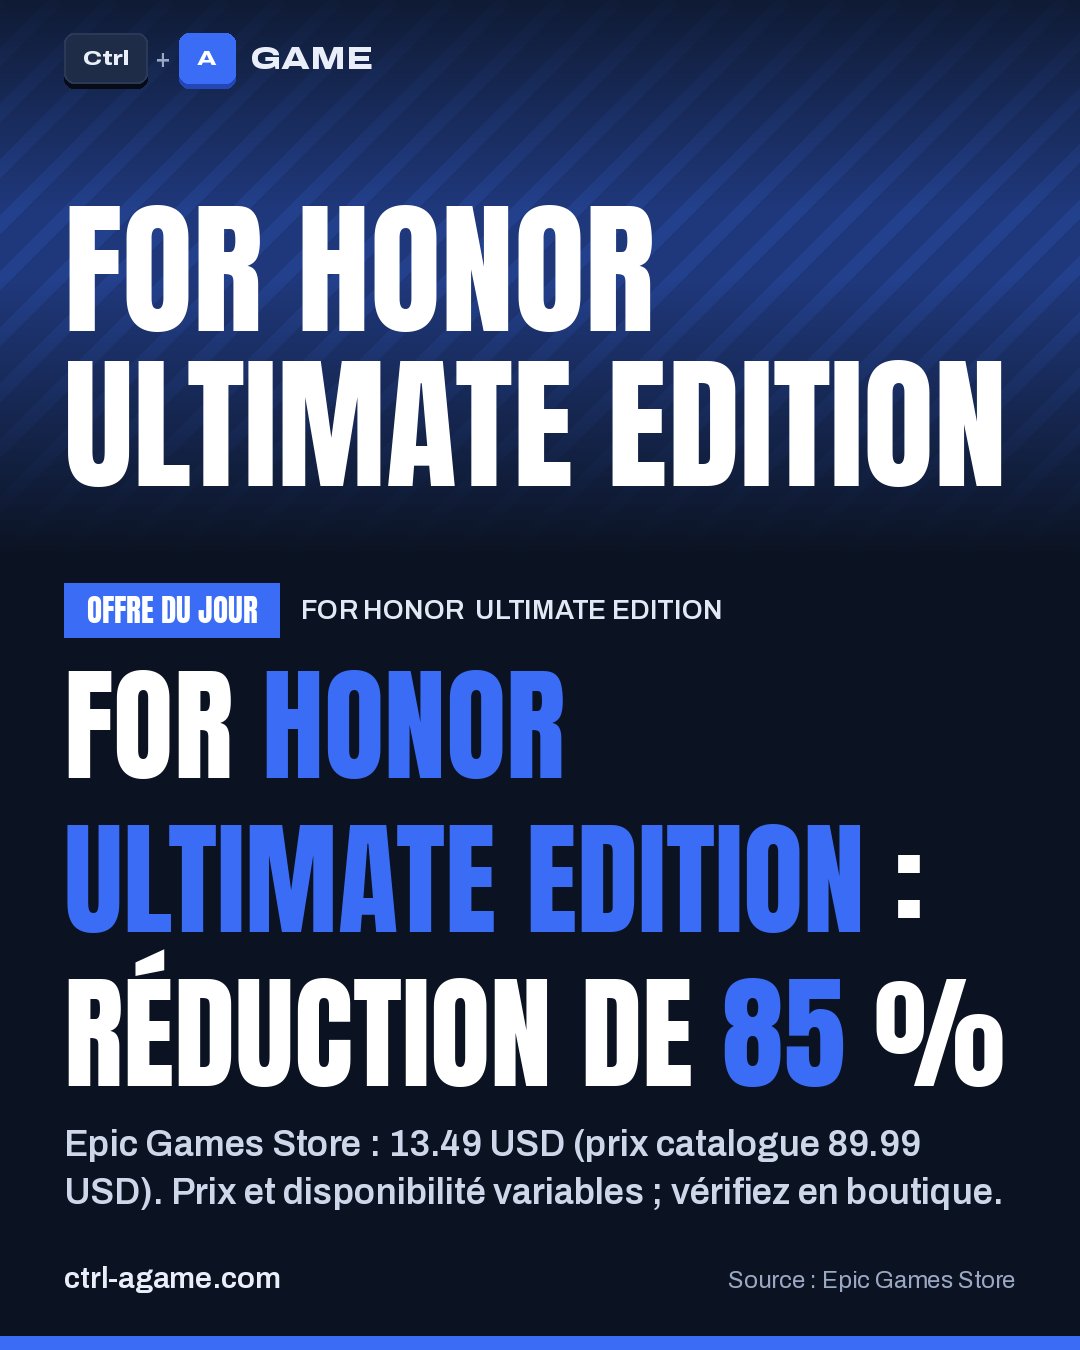 Ctrl + A GAME
FOR HONOR
ULTIMATE EDITION
OFFRE DU JOUR FOR HONOR ULTIMATE EDITION
FOR HONOR
ULTIMATE EDITION :
RÉDUCTION DE 85 %
Epic Games Store : 13.49 USD (prix catalogue 89.99
USD). Prix et disponibilité variables ; vérifiez en boutique.
ctrl-agame.com
Source : Epic Games Store